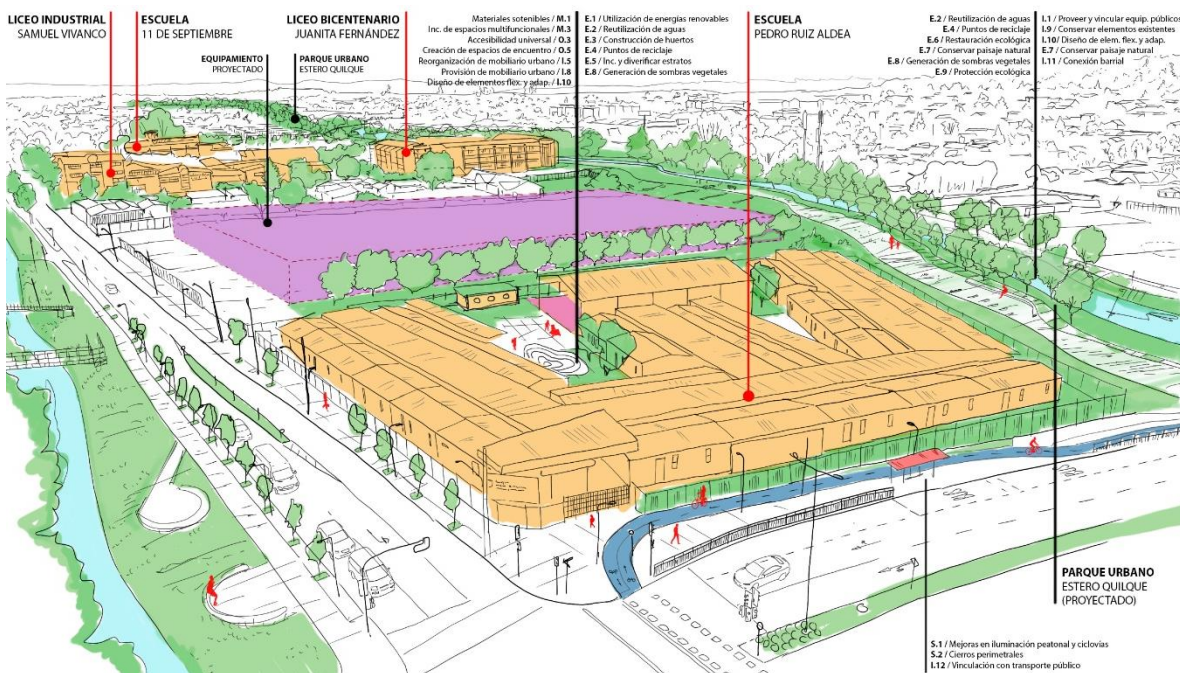 LICEO INDUSTRIAL
SAMUEL VIVANCO
ESCUELA
11 DE SEPTIEMBRE
LICEO BICENTENARIO
JUANITA FERNÁNDEZ
EQUIPAMIENTO
PROYECTADO
PARQUE URBANO
ESTERO QUILQUE
Materiales sotenibles / M.1
Inc. de espacios multifuncionales / M.3
Accesibilidad universal / O.3
Creación de espacios de encuentro / O.5
Reorganización de mobiliario urbano / I.5
Provisión de mobiliario urbano / I.8
Diseño de elementos flex. y adap. / I.10
E.1 / Utilización de energías renovables
E.2 / Reutilización de aguas
E.3 / Construcción de huertos
E.4 / Puntos de reciclaje
E.5 / Inc. y diverificar estratos
E.8 / Generación de sombras vegetales
ESCUELA
PEDRO RUIZ ALDEA
E.2 / Reutilización de aguas
E.4 / Puntos de reciclaje
E.6 / Restauración ecológica
E.7 / Conservar paisaje natural
E.8 / Generación de sombras vegetales
E.9 / Protección ecológica
I.1 / Proveer y vincular equip. públicos
I.9 / Conservar elementos existentes
I.10/ Diseño de elem. flex. y adap.
E.7 / Conservar paisaje natural
I.11 / Conexión barrial
PARQUE URBANO
ESTERO QUILQUE
(PROYECTADO)
S.1 / Mejoras en iluminación peatonal y ciclovías
S.2 / Cierros perimetrales
I.12 / Vinculación con transporte público